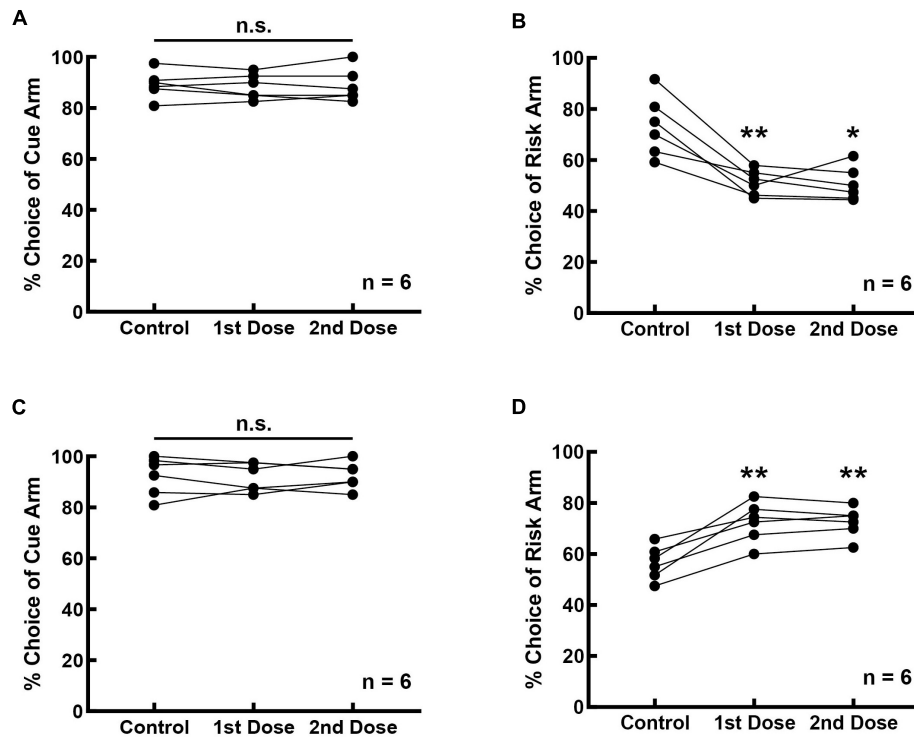 A
n.s.
100
80
60
40
20
0
% Choice of Cue Arm
n = 6
Control 1st Dose 2nd Dose
B
100
80
60
40
20
0
% Choice of Risk Arm
** *
n = 6
Control 1st Dose 2nd Dose
C
n.s.
100
80
60
40
20
0
% Choice of Cue Arm
n = 6
Control 1st Dose 2nd Dose
D
100
80
60
40
20
0
% Choice of Risk Arm
** **
n = 6
Control 1st Dose 2nd Dose